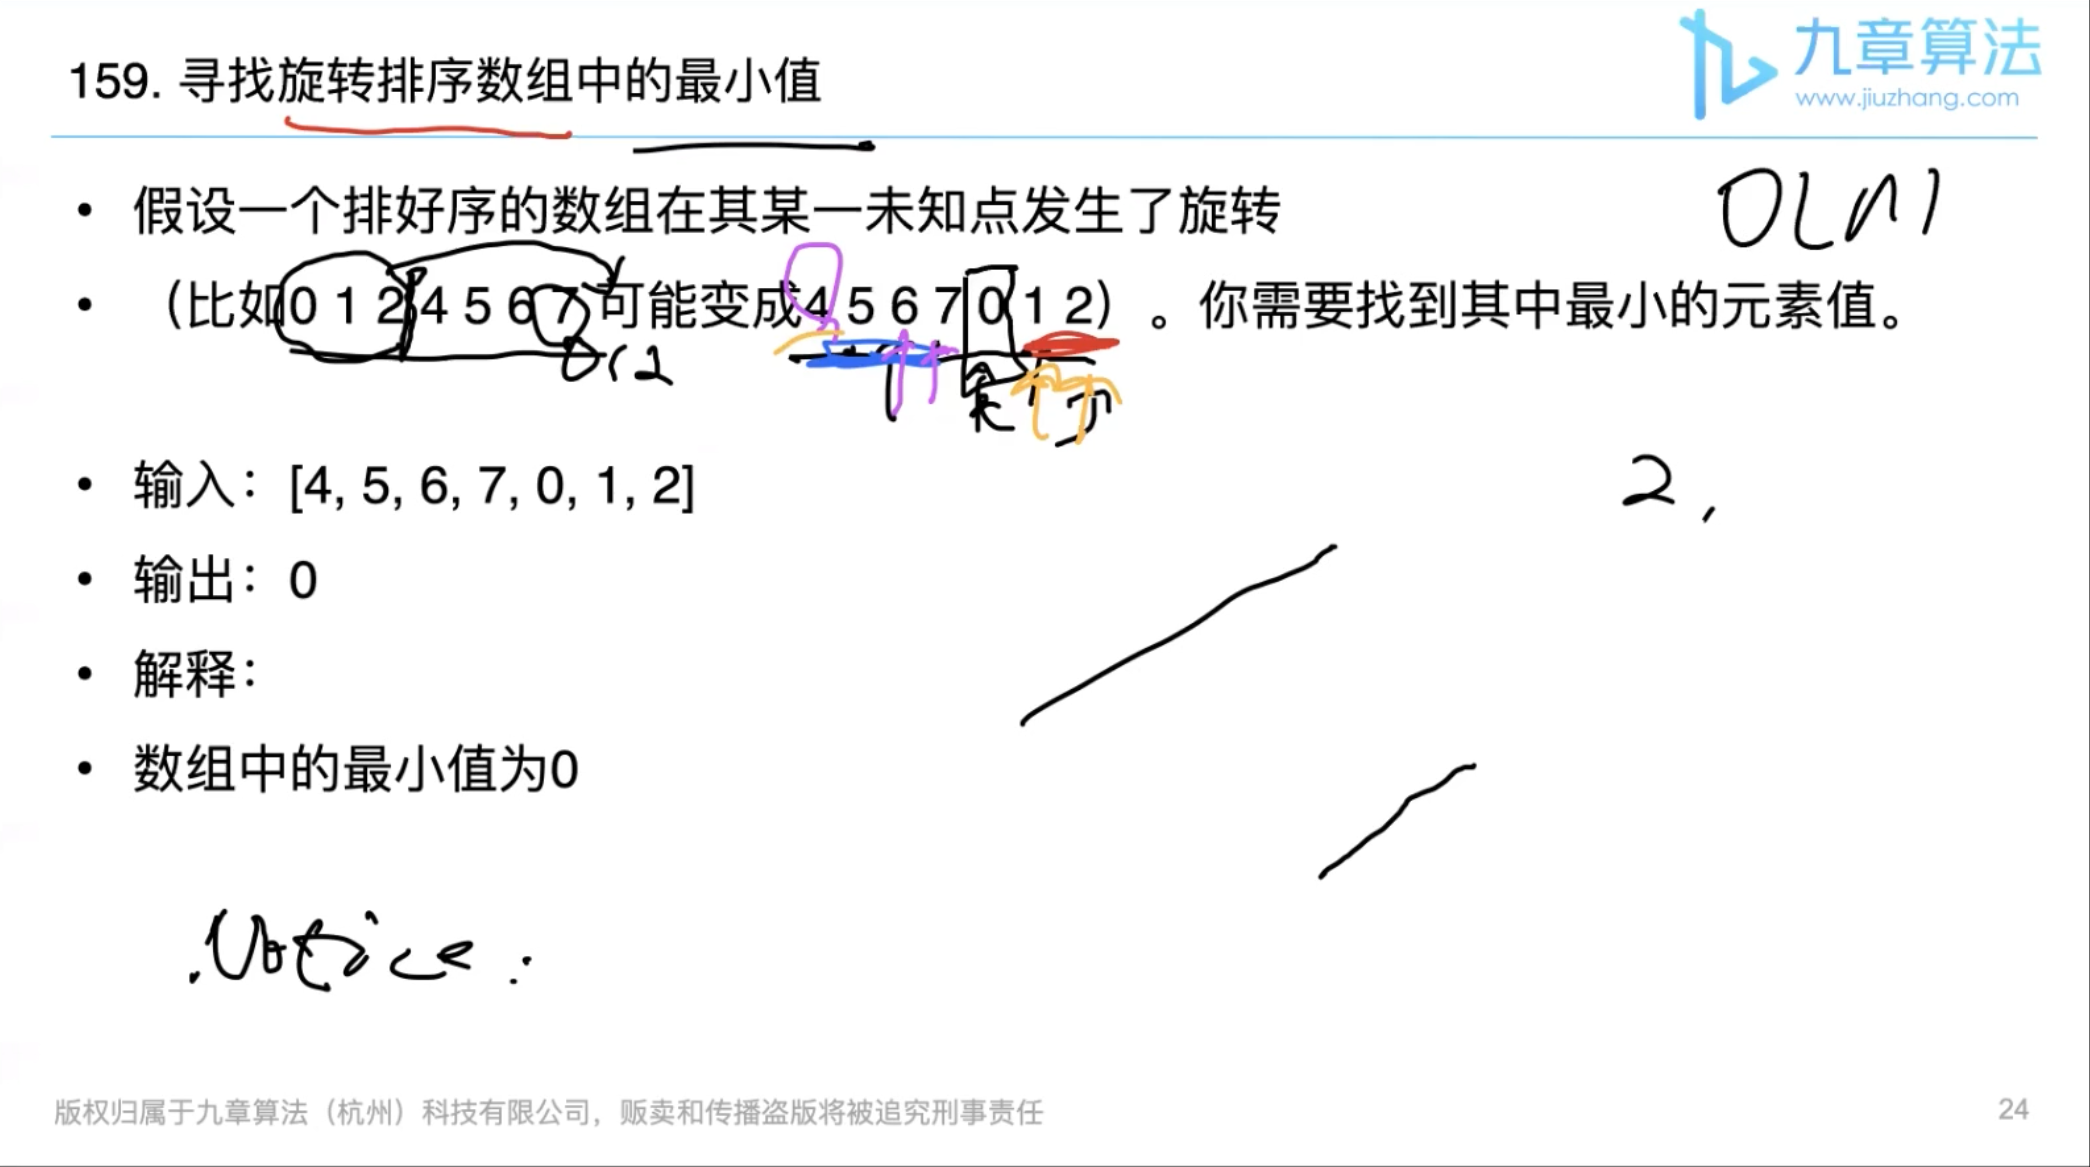 159. 寻找旋转排序数组中的最小值
九章算法
www.jiuzhang.com
• 假设一个排好序的数组在其某一未知点发生了旋转
O(n)
• （比如0 1 2 4 5 6 7 可能变成4 5 6 7 0 1 2）。你需要找到其中最小的元素值。
• 输入：[4, 5, 6, 7, 0, 1, 2]
2,
• 输出：0
• 解释：
• 数组中的最小值为0
Notice:
版权归属于九章算法（杭州）科技有限公司，贩卖和传播盗版将被追究刑事责任
24